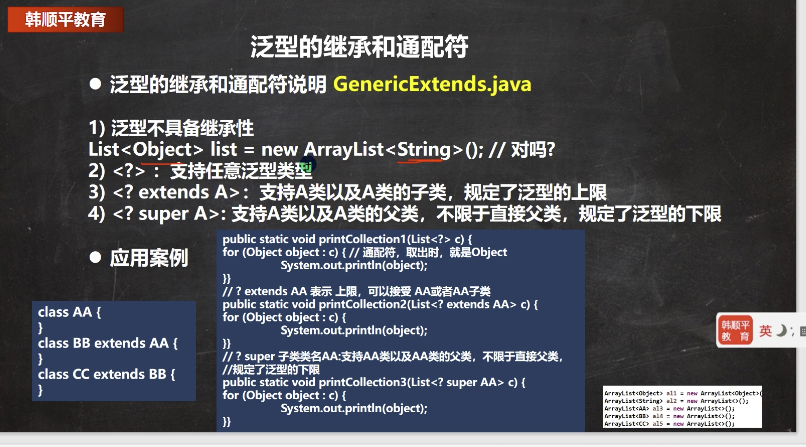 韩顺平教育
泛型的继承和通配符
● 泛型的继承和通配符说明 GenericExtends.java
1) 泛型不具备继承性
List<Object> list = new ArrayList<String>(); // 对吗?
2) <?> ：支持任意泛型类型
3) <? extends A>：支持A类以及A类的子类，规定了泛型的上限
4) <? super A>: 支持A类以及A类的父类，不限于直接父类，规定了泛型的下限
● 应用案例
class AA {
}
class BB extends AA {
}
class CC extends BB {
}
public static void printCollection1(List<?> c) {
for (Object object : c) { // 通配符，取出时，就是Object
System.out.println(object);
}}
// ? extends AA 表示 上限，可以接受 AA或者AA子类
public static void printCollection2(List<? extends AA> c) {
for (Object object : c) {
System.out.println(object);
}}
// ? super 子类类名AA:支持AA类以及AA类的父类，不限于直接父类，
//规定了泛型的下限
public static void printCollection3(List<? super AA> c) {
for (Object object : c) {
System.out.println(object);
}}
韩顺平
教 育
英
ArrayList<Object> al1 = new ArrayList<Object>(
ArrayList<String> al2 = new ArrayList<>();
ArrayList<AA> al3 = new ArrayList<>();
ArrayList<BB> al4 = new ArrayList<>();
ArrayList<CC> al5 = new ArrayList<>();